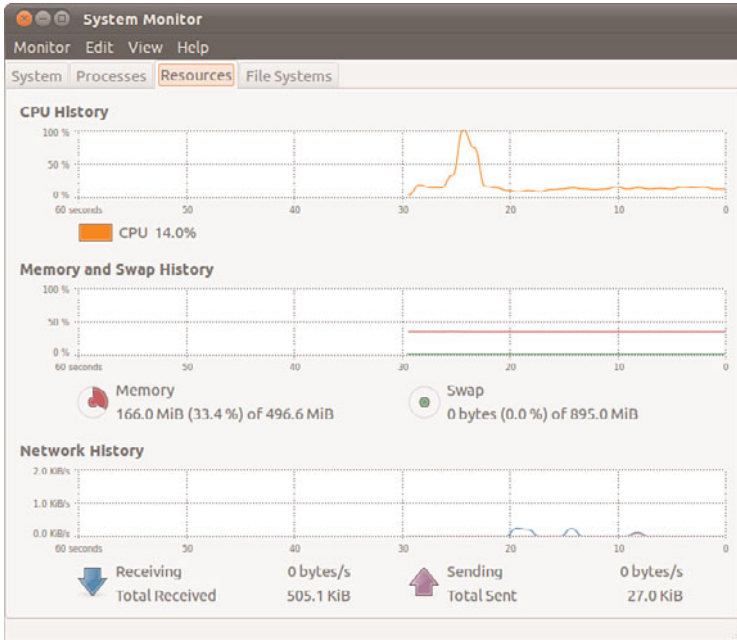 System Monitor
Monitor Edit View Help
System Processes Resources File Systems
CPU History
100 %
50 %
0 %
60 seconds 50 40 30 20 10 0
CPU 14.0%
Memory and Swap History
100 %
50 %
0 %
60 seconds 50 40 30 20 10 0
Memory Swap
166.0 MiB (33.4 %) of 496.6 MiB 0 bytes (0.0 %) of 895.0 MiB
Network History
2.0 KiB/s
1.0 KiB/s
0.0 KiB/s
60 seconds 50 40 30 20 10 0
Receiving 0 bytes/s Sending 0 bytes/s
Total Received 505.1 KiB Total Sent 27.0 KiB